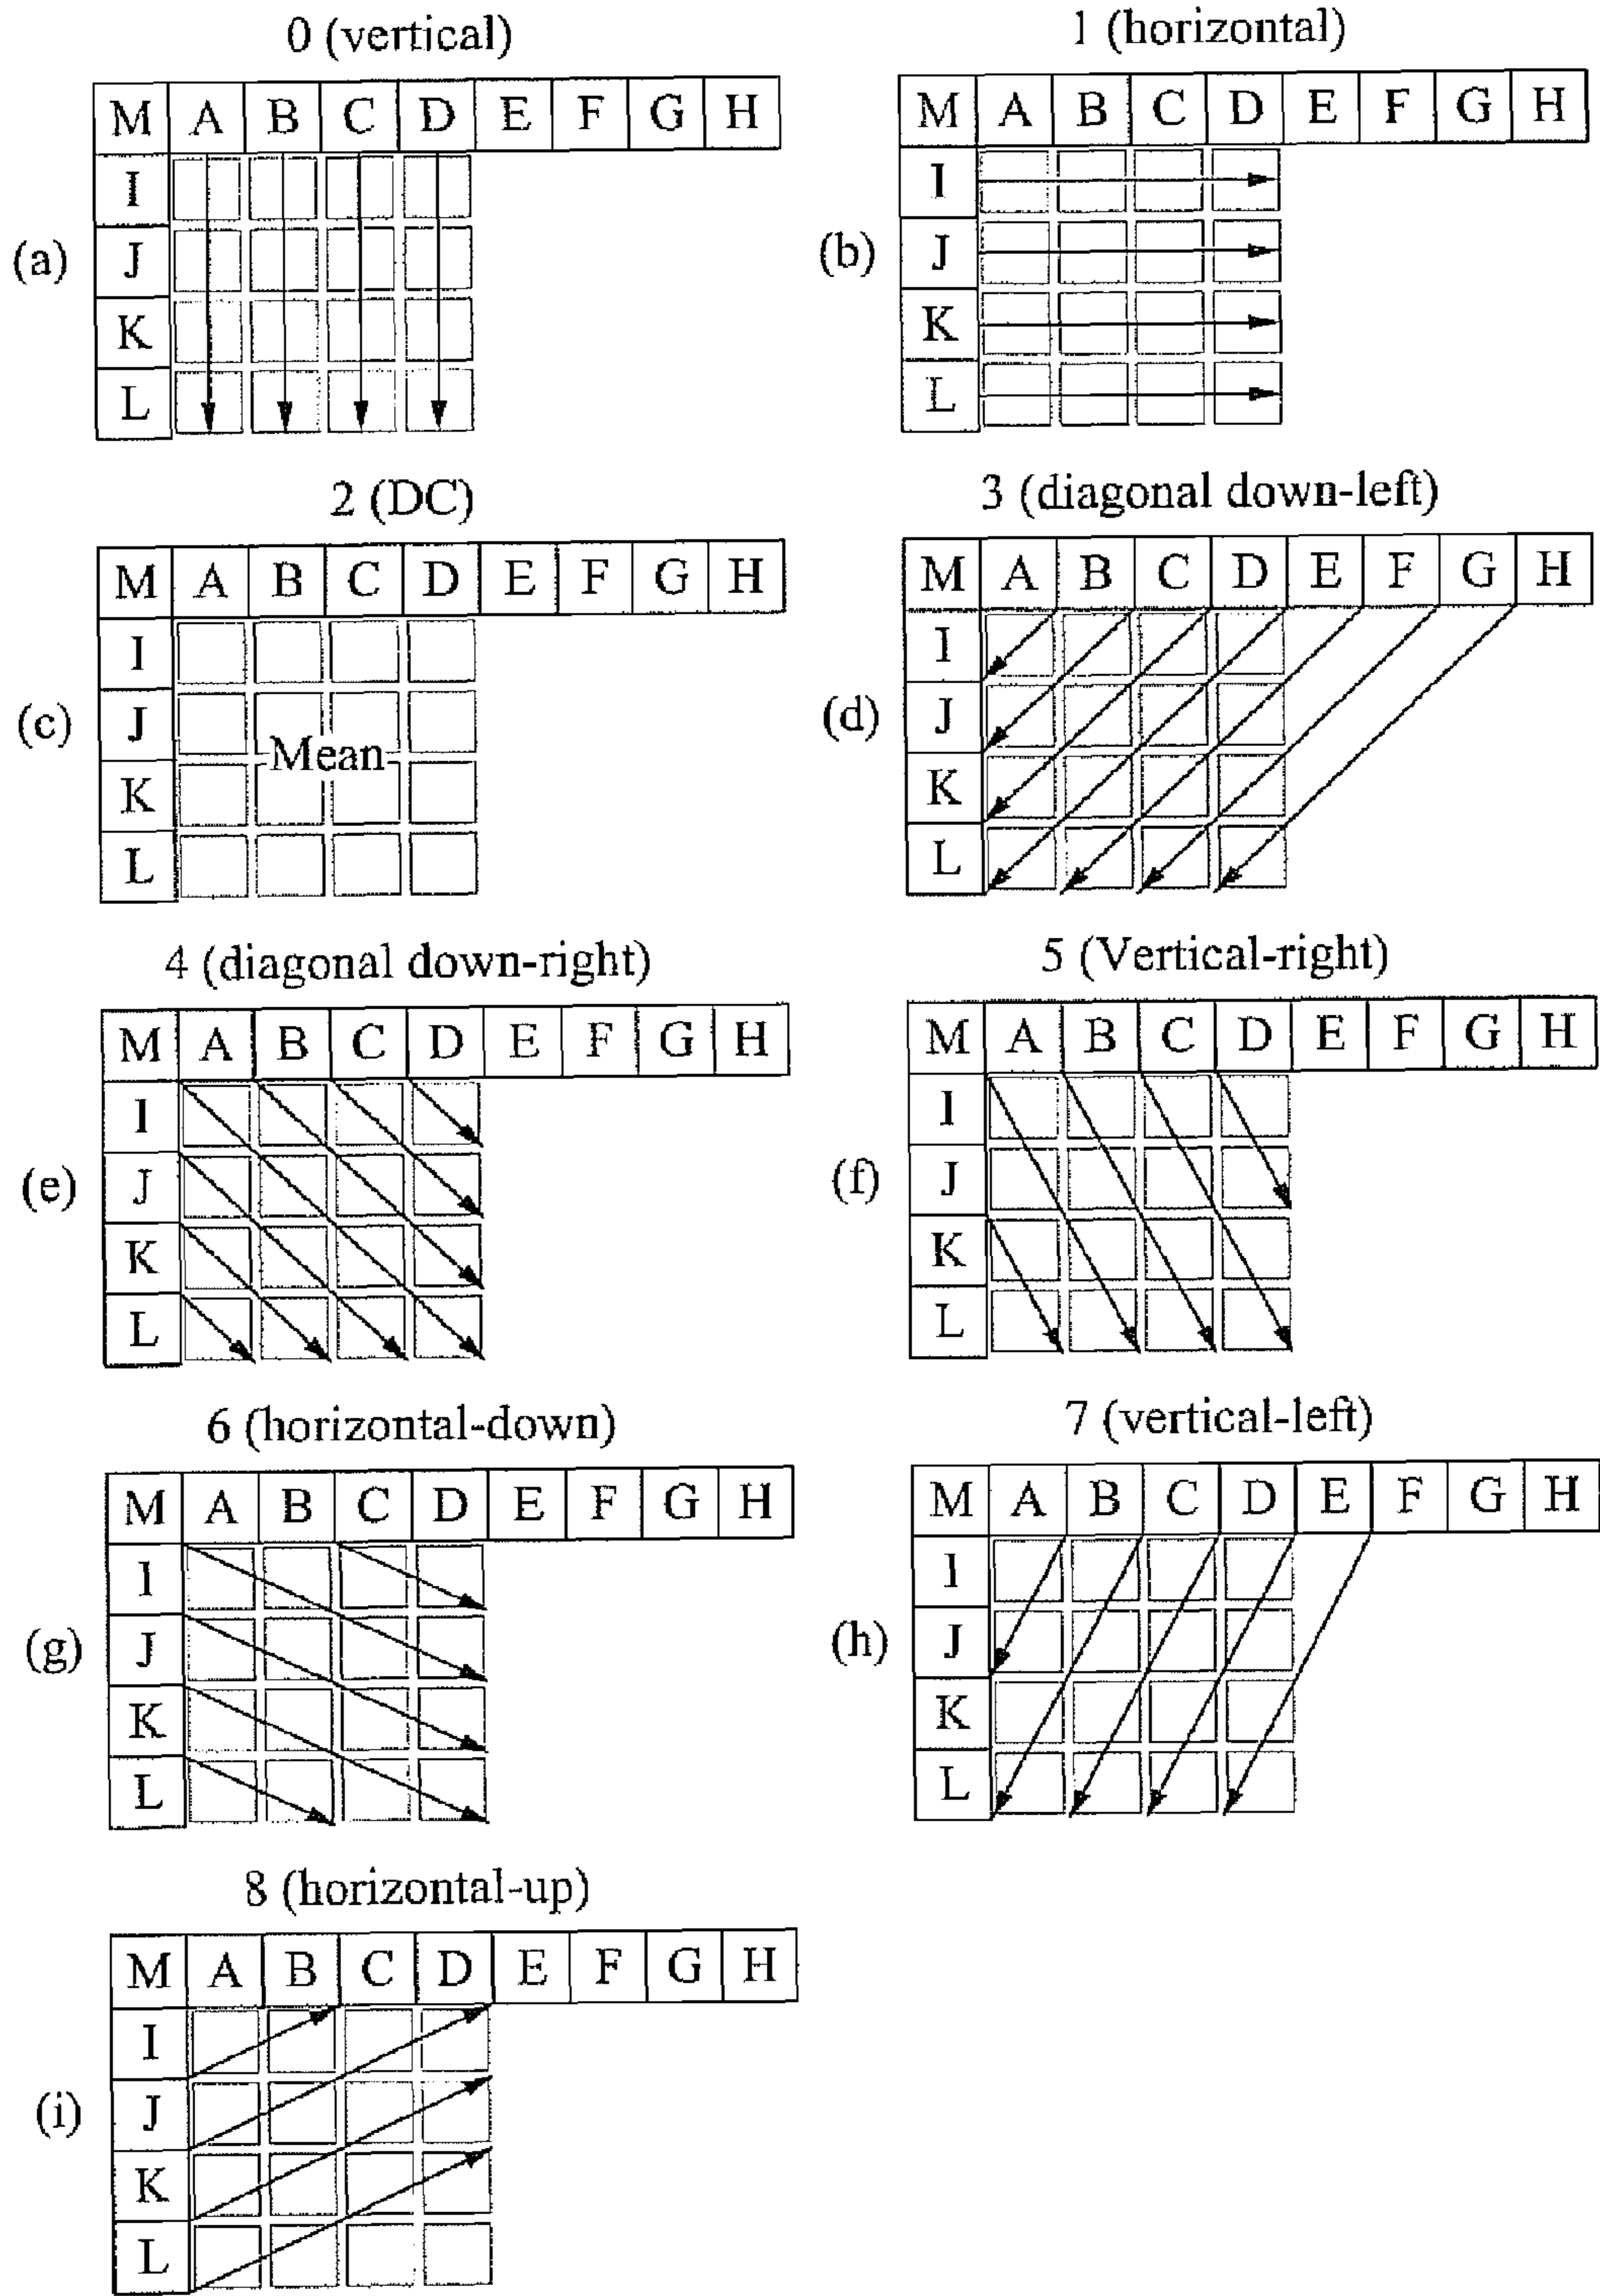 0 (vertical)
M A B C D E F G H
I
J
K
L
(a)
1 (horizontal)
M A B C D E F G H
I
J
K
L
(b)
2 (DC)
M A B C D E F G H
I
J
K
L
Mean
(c)
3 (diagonal down-left)
M A B C D E F G H
I
J
K
L
(d)
4 (diagonal down-right)
M A B C D E F G H
I
J
K
L
(e)
5 (Vertical-right)
M A B C D E F G H
I
J
K
L
(f)
6 (horizontal-down)
M A B C D E F G H
I
J
K
L
(g)
7 (vertical-left)
M A B C D E F G H
I
J
K
L
(h)
8 (horizontal-up)
M A B C D E F G H
I
J
K
L
(i)